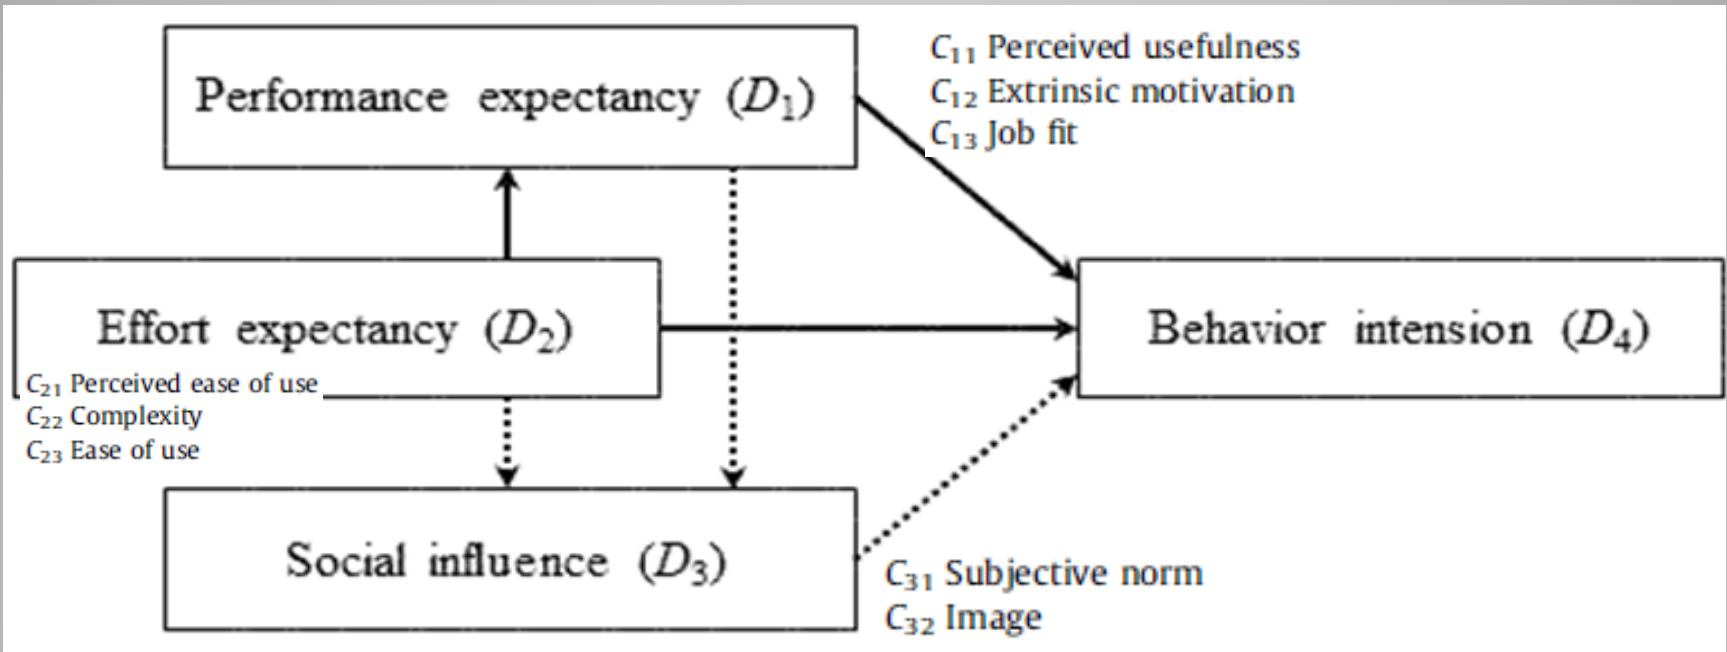 Performance expectancy (D₁)
C₁₁ Perceived usefulness
C₁₂ Extrinsic motivation
C₁₃ Job fit
Effort expectancy (D₂)
C₂₁ Perceived ease of use
C₂₂ Complexity
C₂₃ Ease of use
Behavior intension (D₄)
Social influence (D₃)
C₃₁ Subjective norm
C₃₂ Image